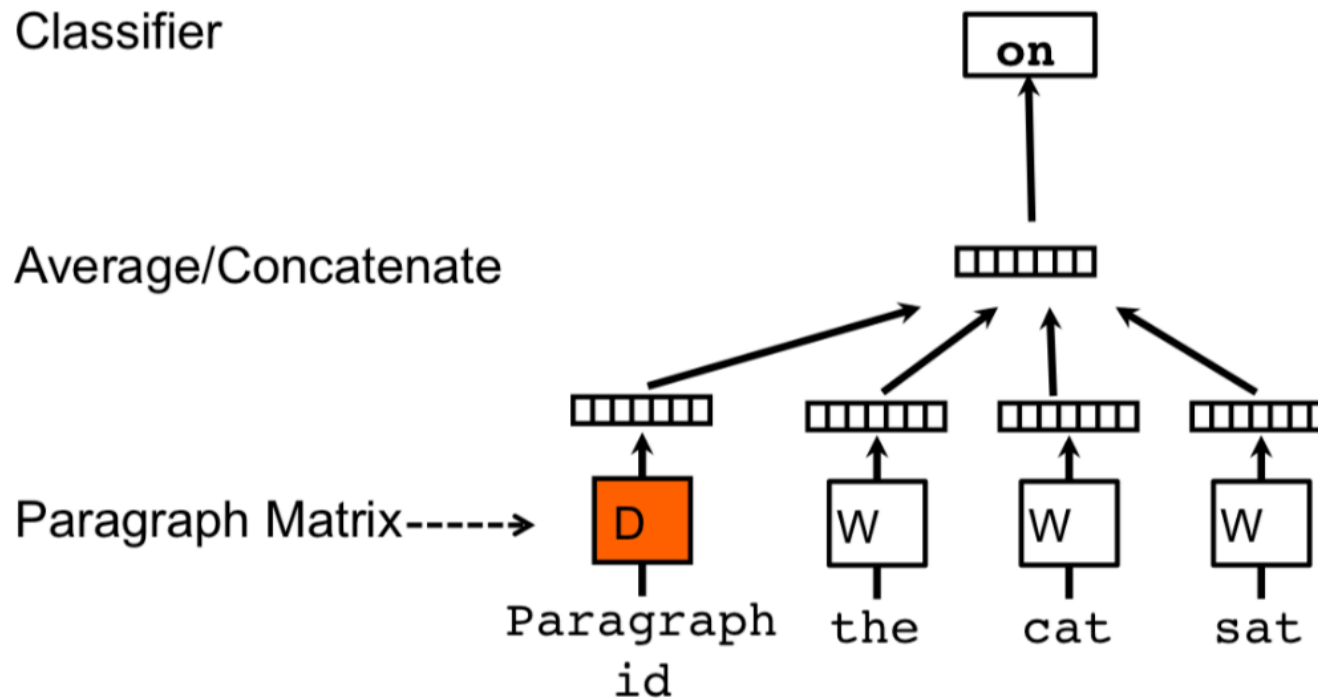 Classifier
on
Average/Concatenate
Paragraph Matrix
D
W
W
W
Paragraph
id
the
cat
sat